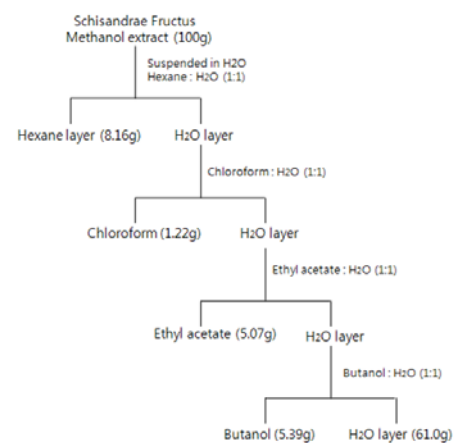 Schisandrae Fructus
Methanol extract (100g)
Suspended in H2O
Hexane : H2O (1:1)
Hexane layer (8.16g)
H2O layer
Chloroform : H2O (1:1)
Chloroform (1.22g)
H2O layer
Ethyl acetate : H2O (1:1)
Ethyl acetate (5.07g)
H2O layer
Butanol : H2O (1:1)
Butanol (5.39g)
H2O layer (61.0g)